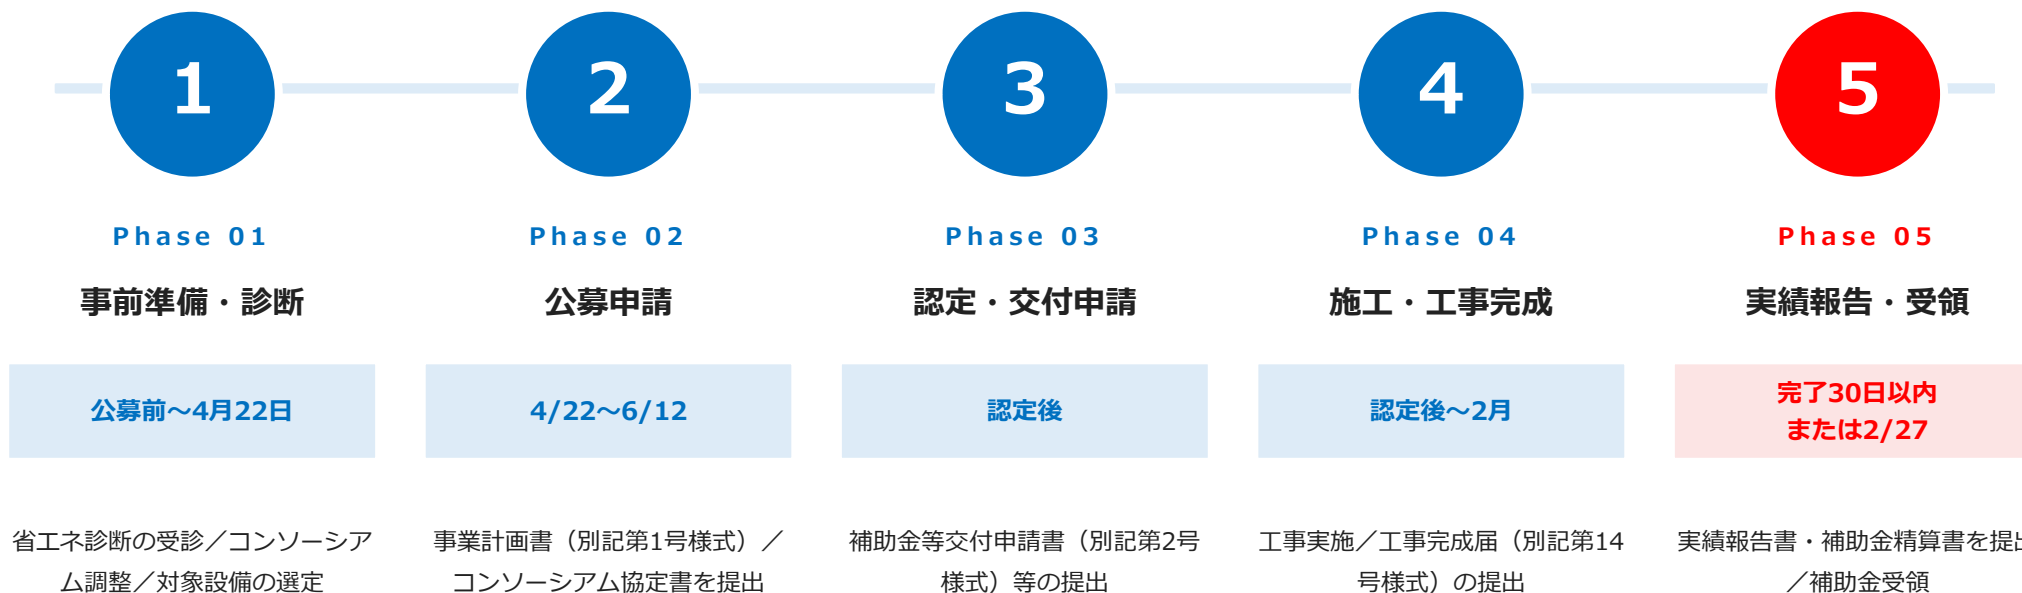 1
2
3
4
5
Phase 01
Phase 02
Phase 03
Phase 04
Phase 05
事前準備・診断
公募申請
認定・交付申請
施工・工事完成
実績報告・受領
公募前～4月22日
4/22～6/12
認定後
認定後～2月
完了30日以内
または2/27
省エネ診断の受診／コンソーシア
ム調整／対象設備の選定
事業計画書（別記第1号様式）／
コンソーシアム協定書を提出
補助金等交付申請書（別記第2号
様式）等の提出
工事実施／工事完成届（別記第14
号様式）の提出
実績報告書・補助金精算書を提出
／補助金受領